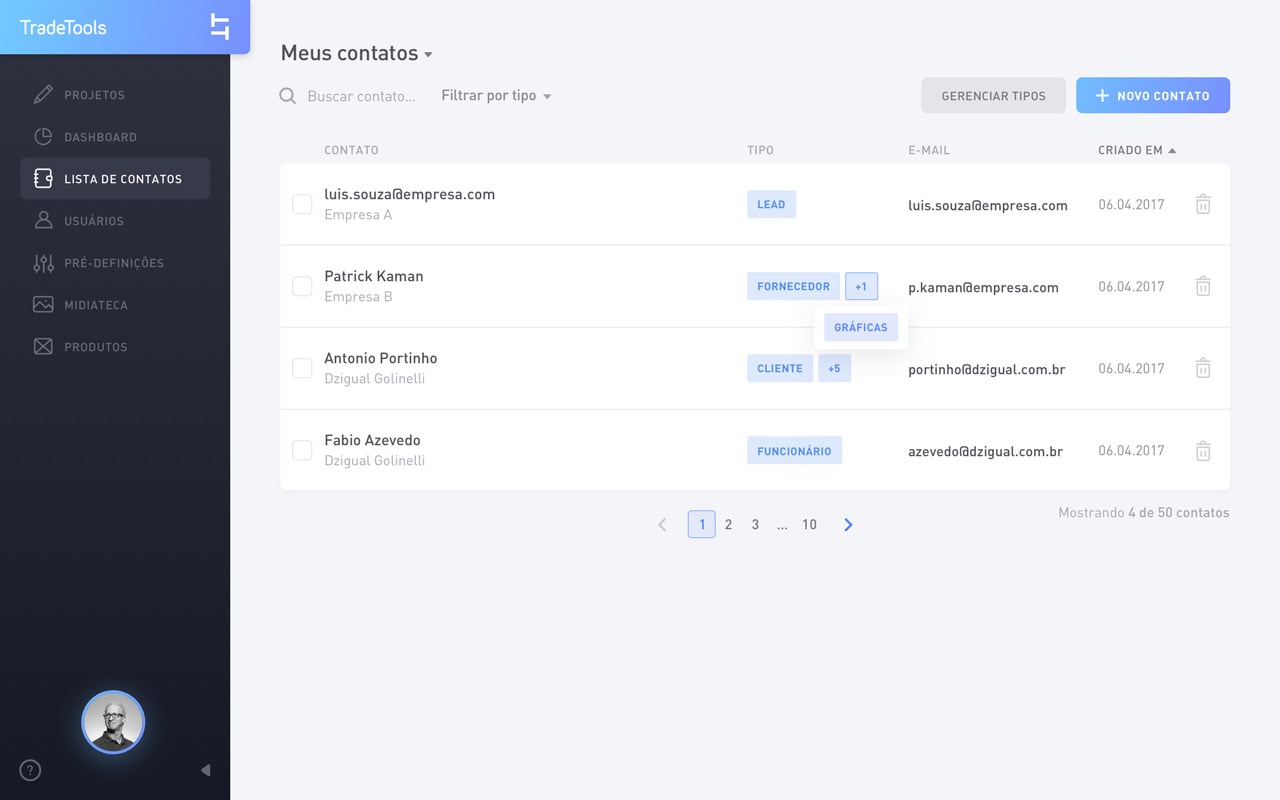 TradeTools
PROJETOS
DASHBOARD
LISTA DE CONTATOS
USUÁRIOS
PRÉ-DEFINIÇÕES
MIDIATECA
PRODUTOS
?
Meus contatos
Buscar contato...
Filtrar por tipo
GERENCIAR TIPOS
+ NOVO CONTATO
CONTATO TIPO E-MAIL CRIADO EM
luis.souza@empresa.com
Empresa A
LEAD
luis.souza@empresa.com
06.04.2017
Patrick Kaman
Empresa B
FORNECEDOR +1
p.kaman@empresa.com
06.04.2017
GRÁFICAS
Antonio Portinho
Dzigual Golinelli
CLIENTE +5
portinho@dzigual.com.br
06.04.2017
Fabio Azevedo
Dzigual Golinelli
FUNCIONÁRIO
azevedo@dzigual.com.br
06.04.2017
1 2 3 ... 10
Mostrando 4 de 50 contatos